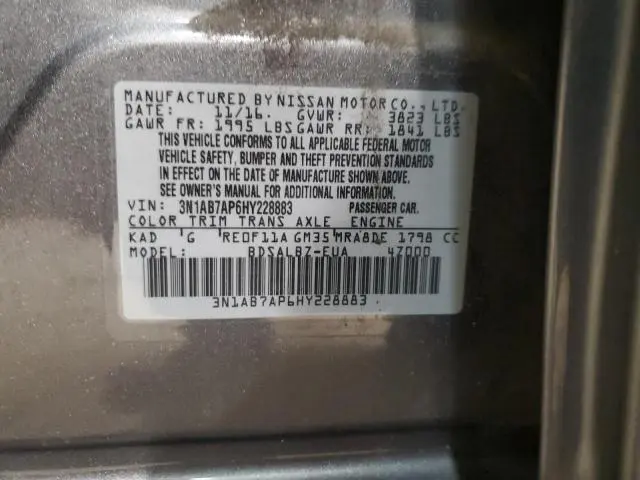 MANUFACTURED BY NISSAN MOTOR CO., LTD.
DATE: 11/16. GVWR: 3823 LBS
GAWR FR: 1995 LBS GAWR RR: 1841 LBS
THIS VEHICLE CONFORMS TO ALL APPLICABLE FEDERAL MOTOR
VEHICLE SAFETY, BUMPER AND THEFT PREVENTION STANDARDS
IN EFFECT ON THE DATE OF MANUFACTURE SHOWN ABOVE.
SEE OWNER'S MANUAL FOR ADDITIONAL INFORMATION.
VIN: 3N1AB7AP6HY228883 PASSENGER CAR.
COLOR TRIM TRANS AXLE ENGINE
KAD G RE0F11A GM35 MRA8DE 1798 CC
MODEL: BDSALBZ-EUA 4Z000
3N1AB7AP6HY228883